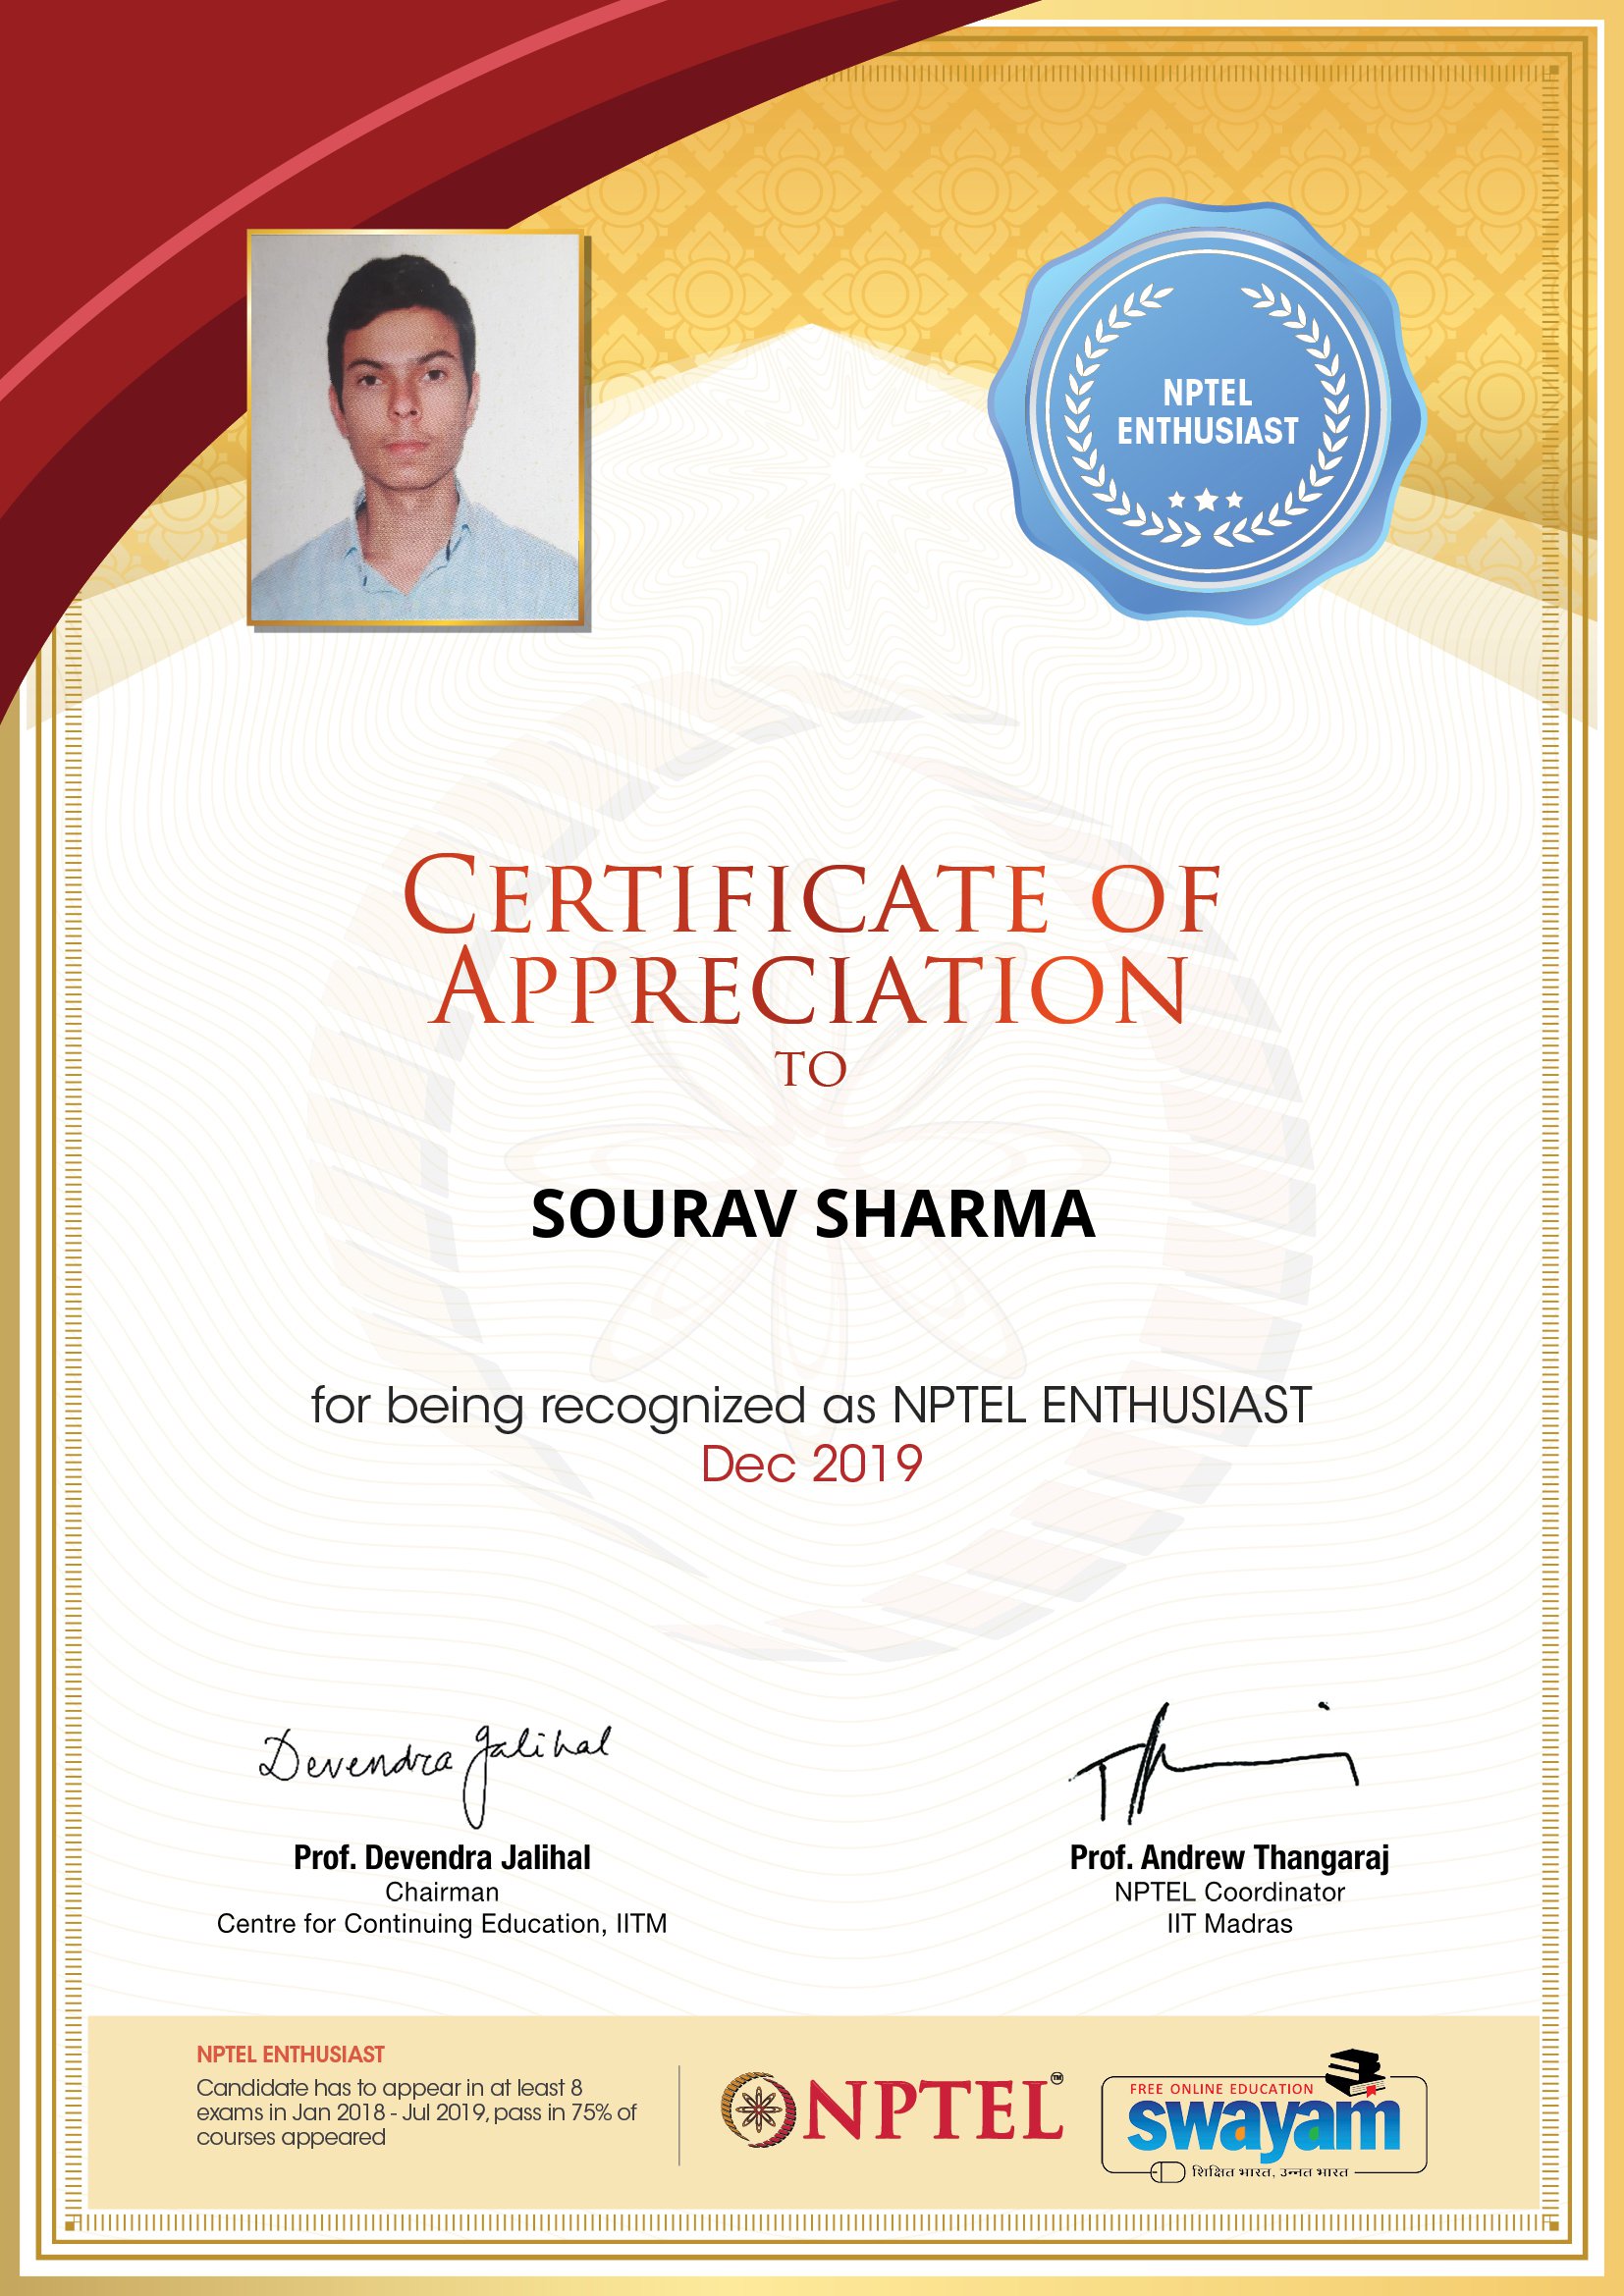 NPTEL
ENTHUSIAST
CERTIFICATE OF
APPRECIATION
TO
SOURAV SHARMA
for being recognized as NPTEL ENTHUSIAST
Dec 2019
Devendra Jalihal
Prof. Devendra Jalihal
Chairman
Centre for Continuing Education, IITM
Prof. Andrew Thangaraj
NPTEL Coordinator
IIT Madras
NPTEL ENTHUSIAST
Candidate has to appear in at least 8
exams in Jan 2018 - Jul 2019, pass in 75% of
courses appeared
NPTEL™
FREE ONLINE EDUCATION
swayam
शिक्षित भारत, उन्नत भारत